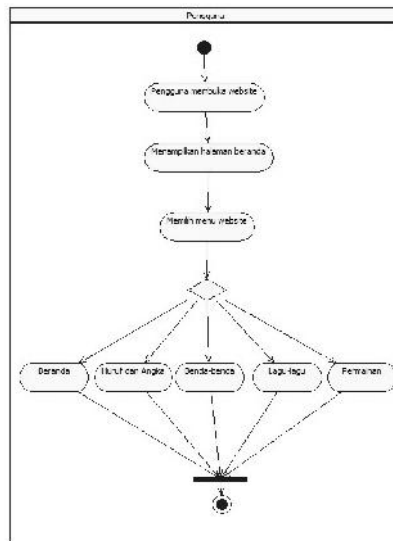 Pengguna
Pengguna membuka website
Menampilkan halaman beranda
Memilih menu website
Beranda
Huruf dan Angka
Benda-benda
Lagu-lagu
Permainan